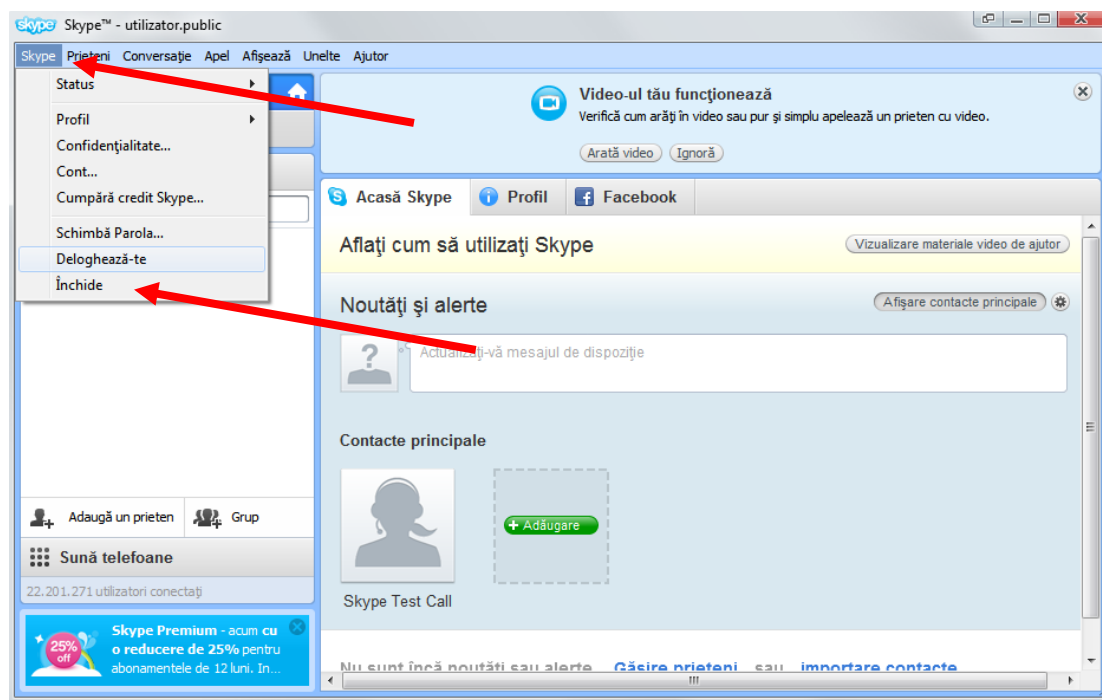 Skype™ - utilizator.public
Skype Prieteni Conversaţie Apel Afişează Unelte Ajutor
Status
Profil
Confidenţialitate...
Cont...
Cumpără credit Skype...
Schimbă Parola...
Deloghează-te
Închide
Adaugă un prieten Grup
Sună telefoane
22.201.271 utilizatori conectaţi
25% off
Skype Premium - acum cu
o reducere de 25% pentru
abonamentele de 12 luni. In...
Video-ul tău funcţionează
Verifică cum arăţi în video sau pur şi simplu apelează un prieten cu video.
Arată video Ignoră
Acasă Skype Profil Facebook
Aflaţi cum să utilizaţi Skype Vizualizare materiale video de ajutor
Noutăţi şi alerte Afişare contacte principale
Actualizaţi-vă mesajul de dispoziţie
Contacte principale
Adăugare
Skype Test Call
Nu sunt încă noutăţi sau alerte. Găsire prieteni sau importare contacte